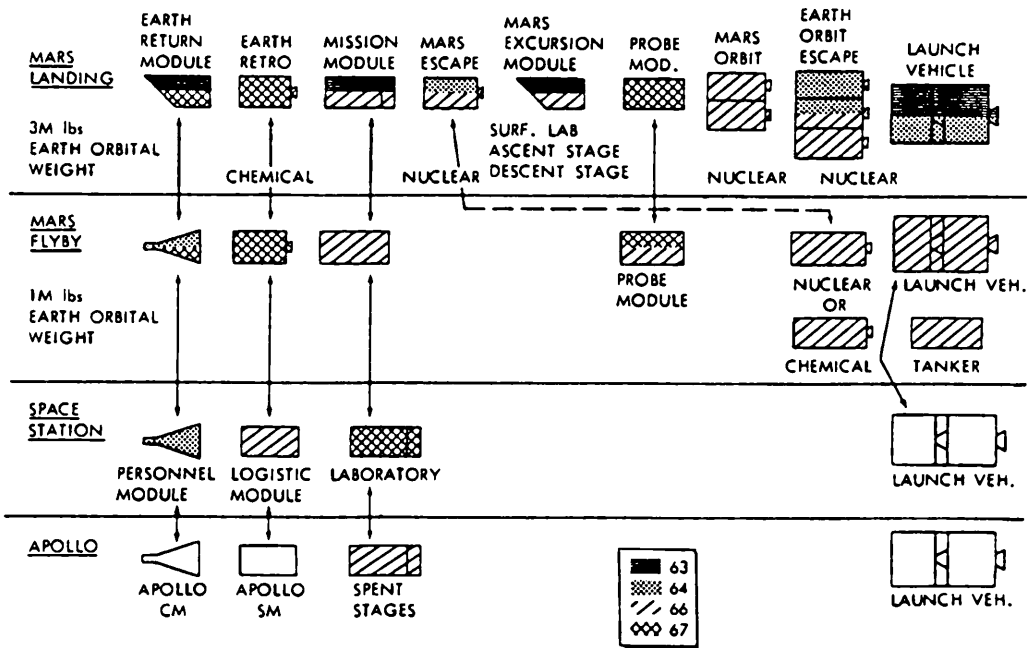 EARTH
RETURN
MODULE
EARTH
RETRO
MISSION
MODULE
MARS
ESCAPE
MARS
EXCURSION
MODULE
PROBE
MOD.
MARS
ORBIT
EARTH
ORBIT
ESCAPE
LAUNCH
VEHICLE
MARS
LANDING
3M lbs
EARTH ORBITAL
WEIGHT
CHEMICAL
NUCLEAR
SURF. LAB
ASCENT STAGE
DESCENT STAGE
NUCLEAR
NUCLEAR
MARS
FLYBY
1M lbs
EARTH ORBITAL
WEIGHT
PROBE
MODULE
NUCLEAR
OR
CHEMICAL
LAUNCH VEH.
TANKER
SPACE
STATION
PERSONNEL
MODULE
LOGISTIC
MODULE
LABORATORY
LAUNCH VEH.
APOLLO
APOLLO
CM
APOLLO
SM
SPENT
STAGES
63
64
66
67
LAUNCH VEH.